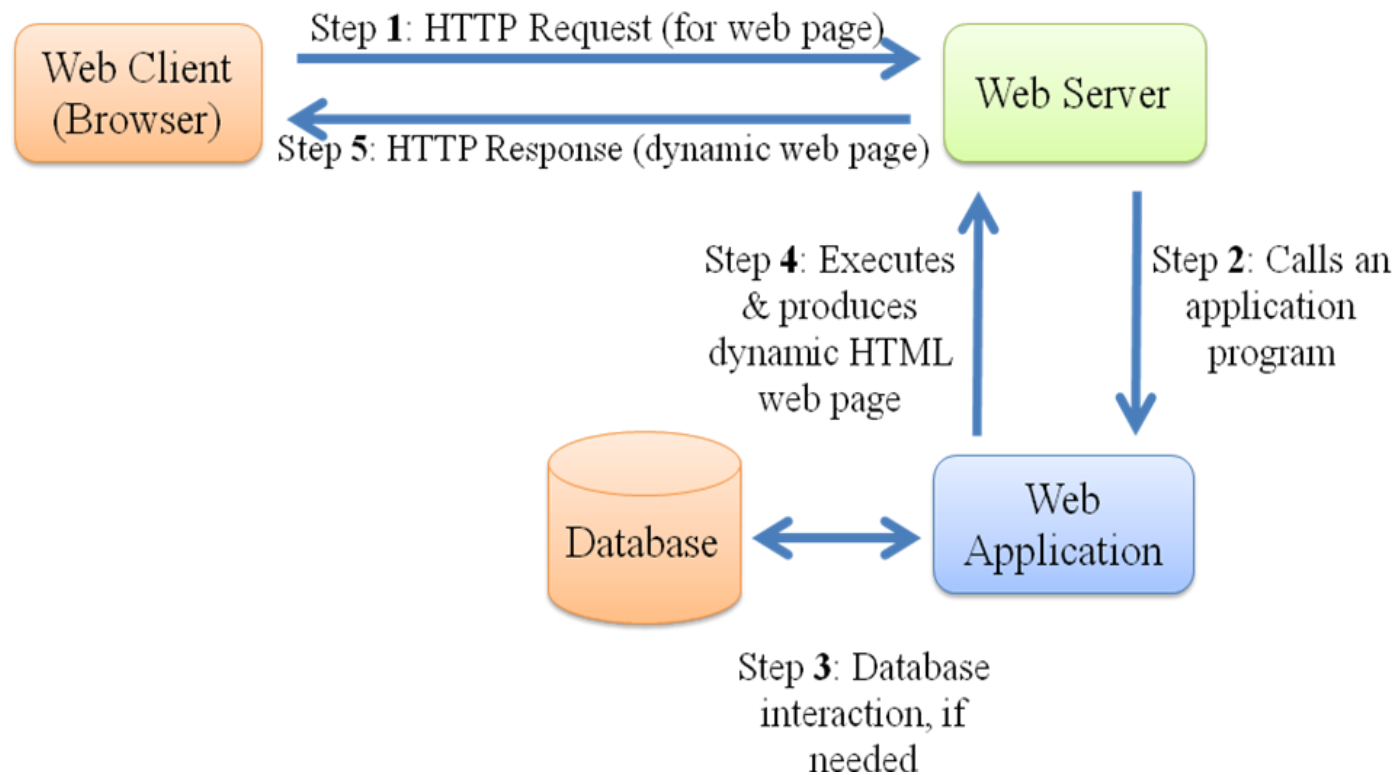 Step 1: HTTP Request (for web page)
Web Client
(Browser)
Web Server
Step 5: HTTP Response (dynamic web page)
Step 4: Executes
& produces
dynamic HTML
web page
Step 2: Calls an
application
program
Database
Web
Application
Step 3: Database
interaction, if
needed